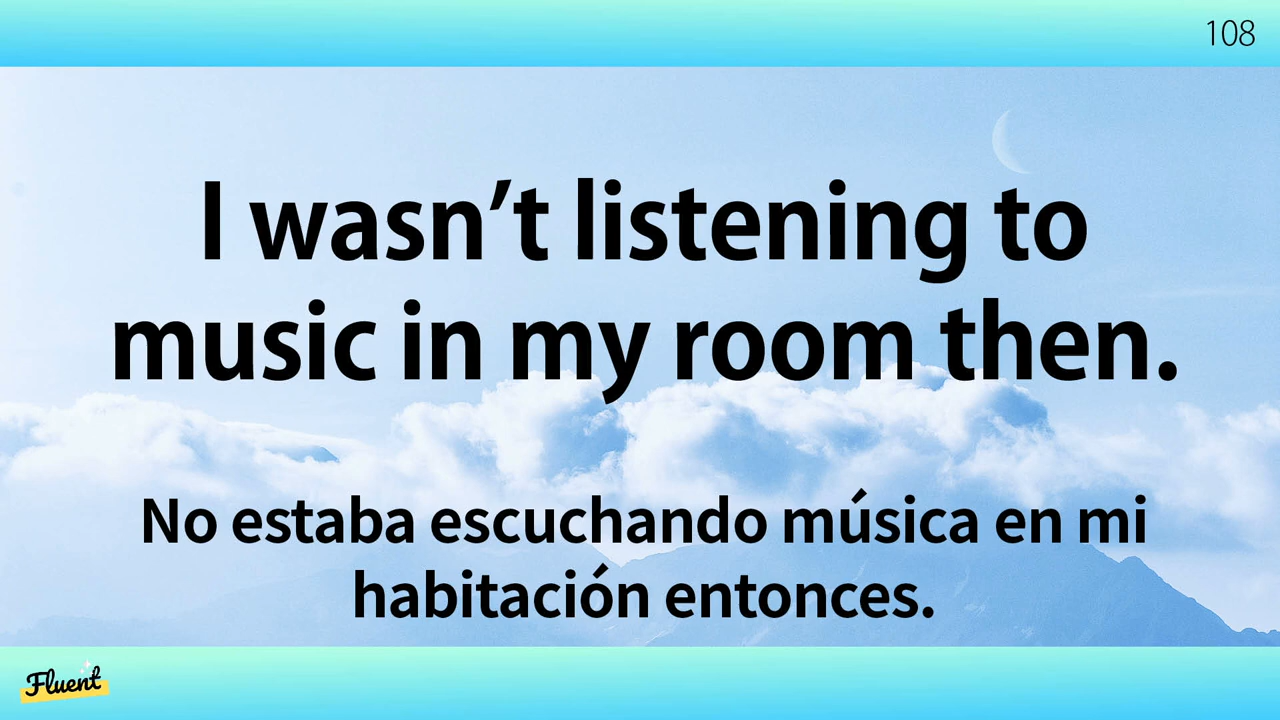 108
I wasn’t listening to
music in my room then.
No estaba escuchando música en mi
habitación entonces.
Fluent